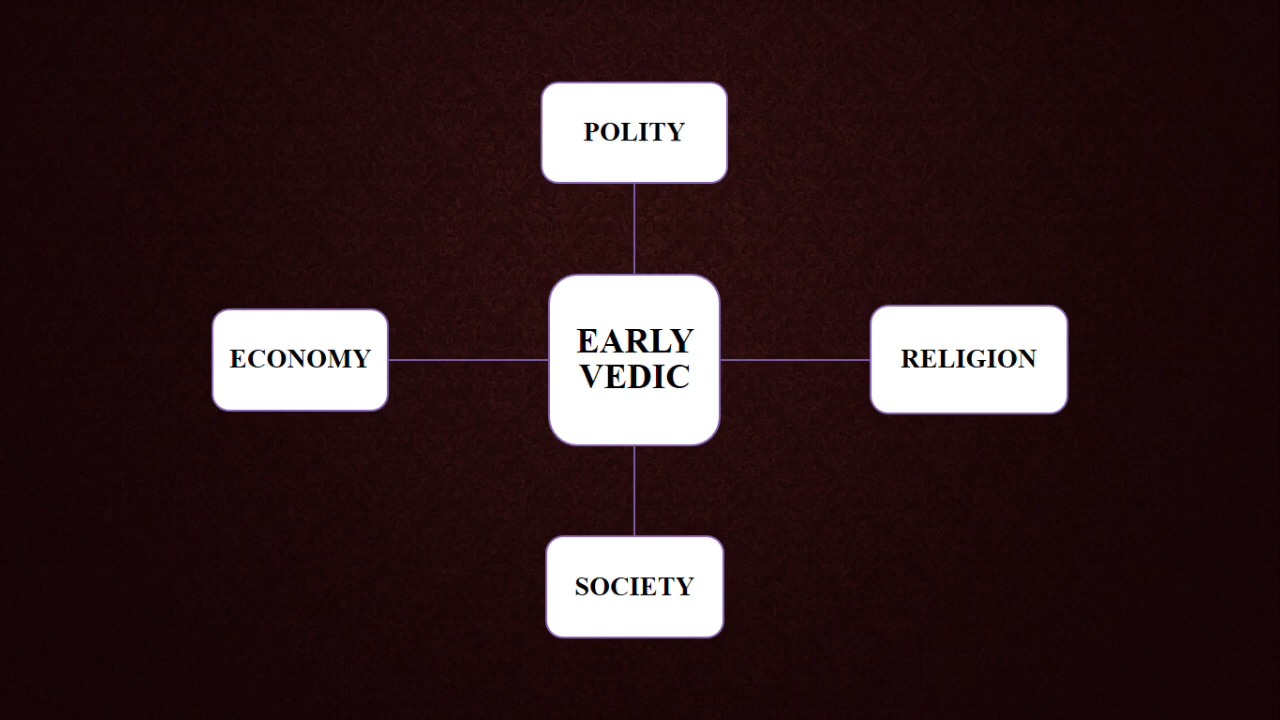 POLITY
ECONOMY
EARLY
VEDIC
RELIGION
SOCIETY